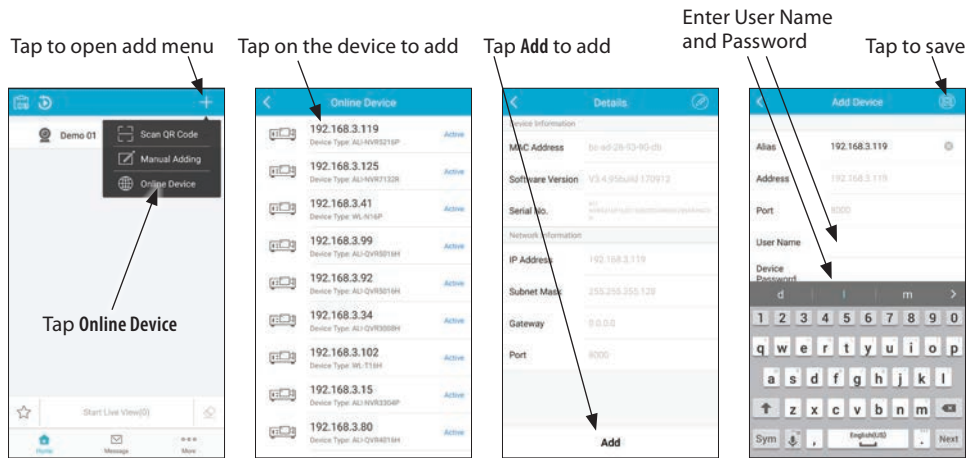 Tap to open add menu
Tap on the device to add
Tap Add to add
Enter User Name
and Password
Tap to save
Demo 01
Scan QR Code
Manual Adding
Online Device
Tap Online Device
Start Live View(0)
Home
Message
More
Online Device
192.168.3.119
Device Type: ALI-NVR5216P
Active
192.168.3.125
Device Type: ALI-NVR7132R
Active
192.168.3.41
Device Type: WL-N16P
Active
192.168.3.99
Device Type: ALI-QVR5016H
Active
192.168.3.92
Device Type: ALI-QVR5016H
Active
192.168.3.34
Device Type: ALI-QVR3008H
Active
192.168.3.102
Device Type: WL-T16H
Active
192.168.3.15
Device Type: ALI-NVR3304P
Active
192.168.3.80
Device Type: ALI-QVR4016H
Active
Details
Device Information
MAC Address
Software Version
Serial No.
Network Information
IP Address 192.168.3.119
Subnet Mask 255.255.255.128
Gateway 0.0.0.0
Port 8000
Add
Add Device
Alias 192.168.3.119
Address 192.168.3.119
Port 8000
User Name
Device
Password
d I m
1 2 3 4 5 6 7 8 9 0
q w e r t y u i o p
a s d f g h j k l
z x c v b n m
Sym , English(US) . Next